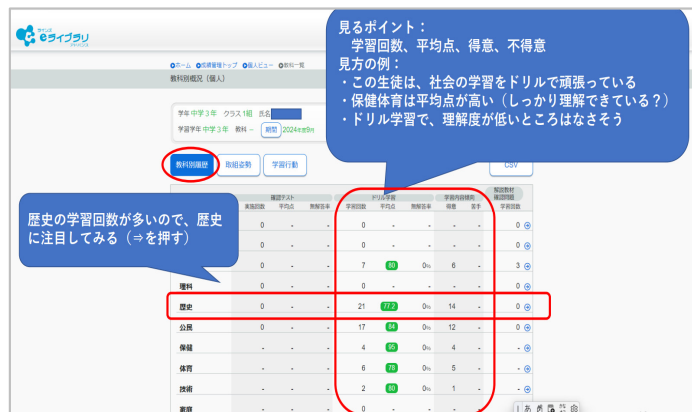 ラインズ
eライブラリ
アドバンス
見るポイント：
学習回数、平均点、得意、不得意
見方の例：
・この生徒は、社会の学習をドリルで頑張っている
・保健体育は平均点が高い（しっかり理解できている？）
・ドリル学習で、理解度が低いところはなさそう
ホーム 成績管理トップ 個人ビュー 教科一覧
教科別概況（個人）
学年 中学3年 クラス 1組 氏名
学習学年 中学3年 教科 － 期間 2024年度9月
教科別履歴 取組姿勢 学習行動 CSV
歴史の学習回数が多いので、歴史
に注目してみる（⇒を押す）
確認テスト ドリル学習 学習内容傾向 解説教材
確認問題
実施回数 平均点 無解答率 学習回数 平均点 無解答率 得意 苦手 学習回数
0 - - 0 - - - - 0
0 - - 0 - - - - 0
0 - - 7 80 0% 6 - 3
理科 0 - - 0 - - - - 0
歴史 0 - - 21 77.2 0% 14 - 0
公民 0 - - 17 84 0% 12 - 0
保健 - - - 4 95 0% 4 - -
体育 - - - 6 78 0% 5 - -
技術 - - - 2 80 0% 1 - -
家庭 - - - 0 - - - -